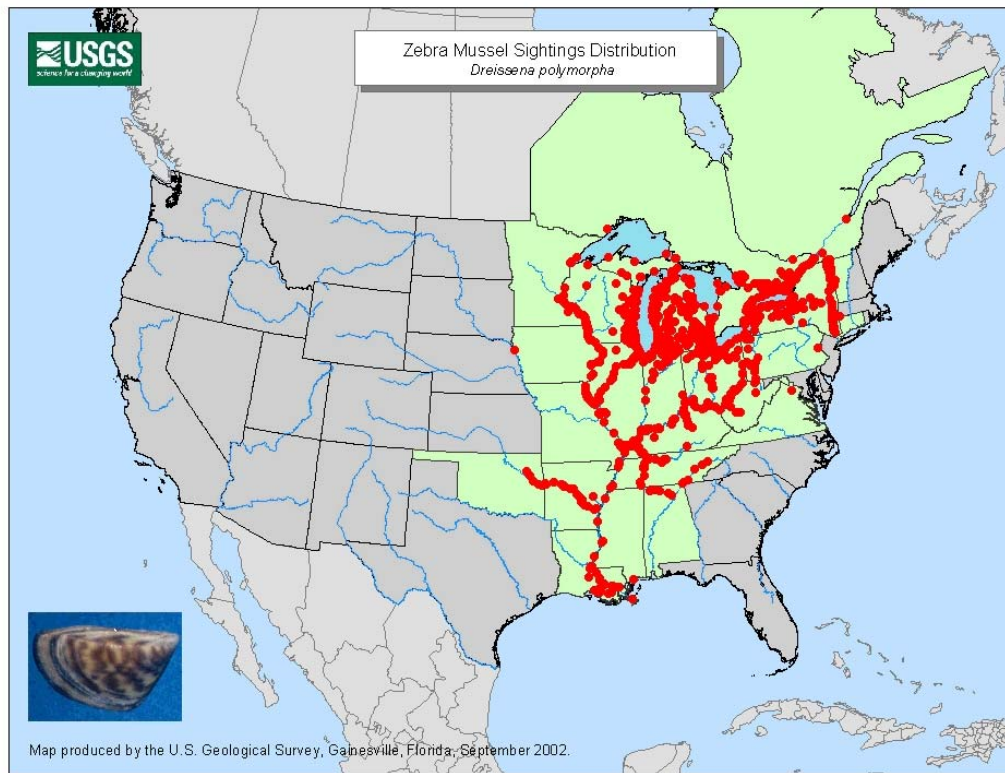 USGS
science for a changing world
Zebra Mussel Sightings Distribution
Dreissena polymorpha
Map produced by the U.S. Geological Survey, Gainesville, Florida, September 2002.